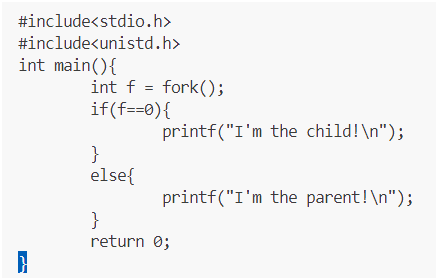 #include<stdio.h>
#include<unistd.h>
int main(){
        int f = fork();
        if(f==0){
                printf("I'm the child!\n");
        }
        else{
                printf("I'm the parent!\n");
        }
        return 0;
}